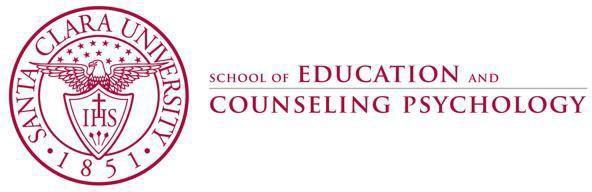 SANTA CLARA UNIVERSITY
· 1851 ·
IHS
SCHOOL OF EDUCATION AND
COUNSELING PSYCHOLOGY